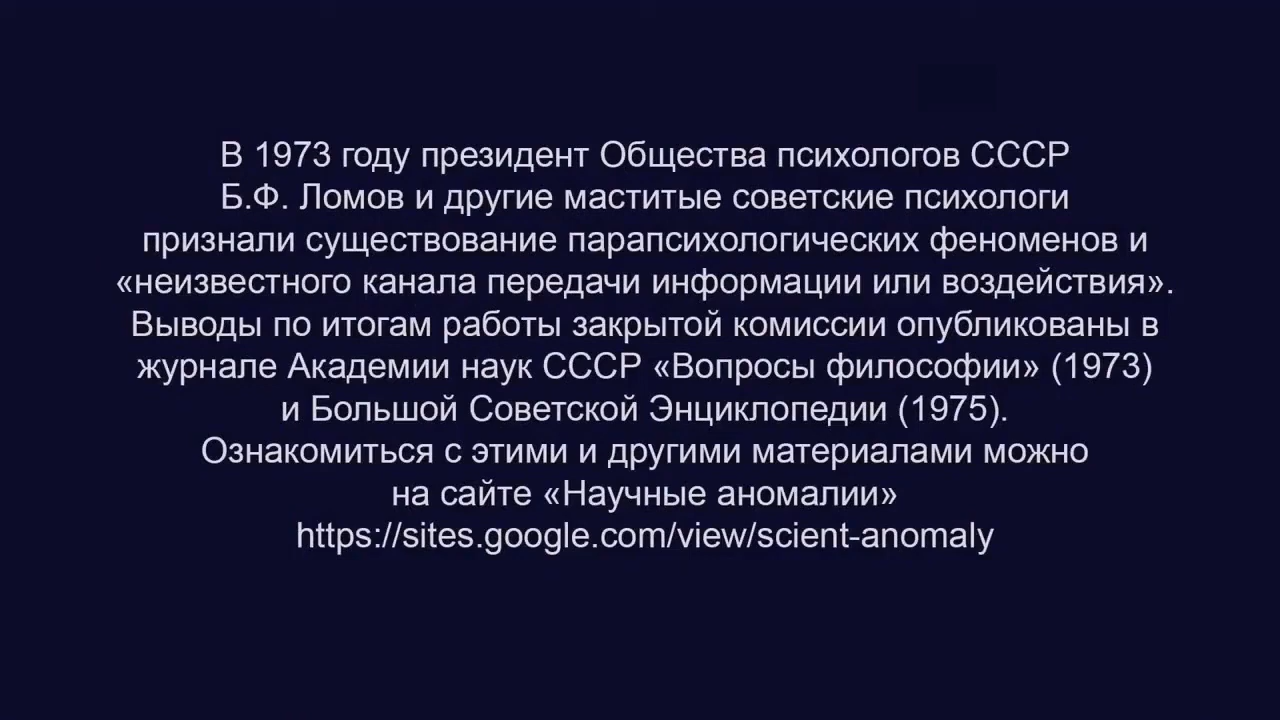 В 1973 году президент Общества психологов СССР
Б.Ф. Ломов и другие маститые советские психологи
признали существование парапсихологических феноменов и
«неизвестного канала передачи информации или воздействия».
Выводы по итогам работы закрытой комиссии опубликованы в
журнале Академии наук СССР «Вопросы философии» (1973)
и Большой Советской Энциклопедии (1975).
Ознакомиться с этими и другими материалами можно
на сайте «Научные аномалии»
https://sites.google.com/view/scient-anomaly